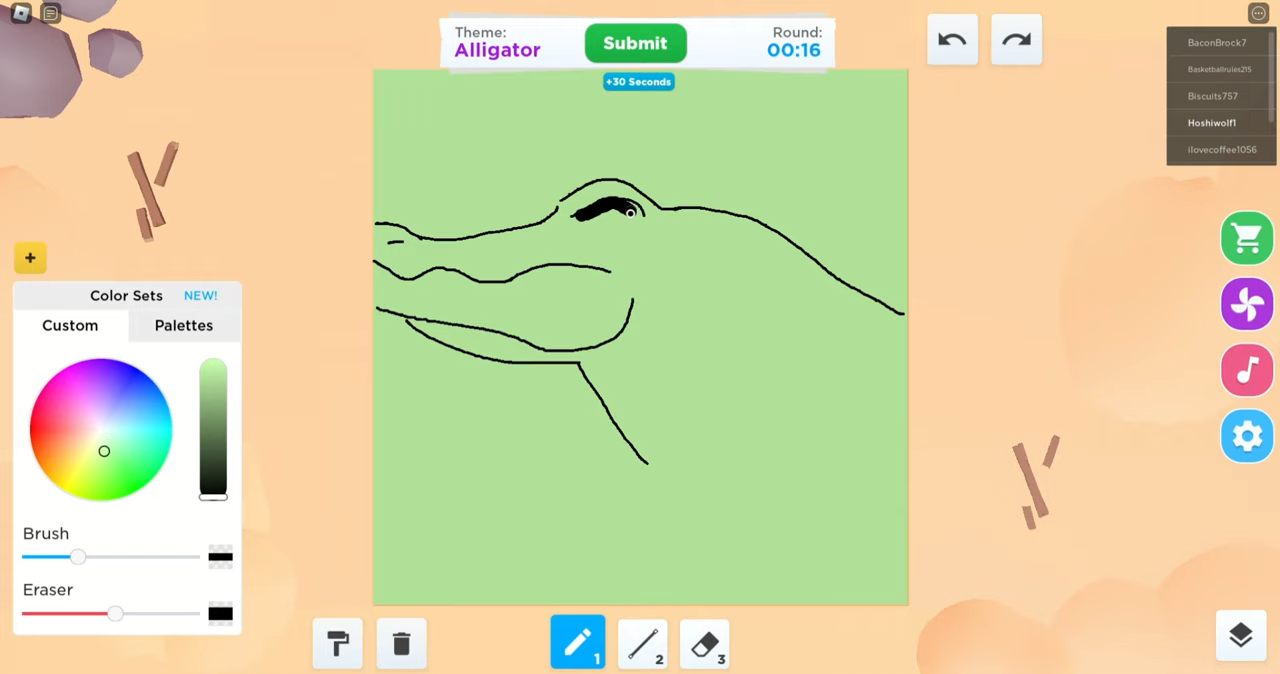 Theme:
Alligator
Submit
Round:
00:16
+30 Seconds
BaconBrock7
Basketballrules215
Biscuits757
Hoshiwolf1
ilovecoffee1056
+
Color Sets NEW!
Custom Palettes
Brush
Eraser
1
2
3